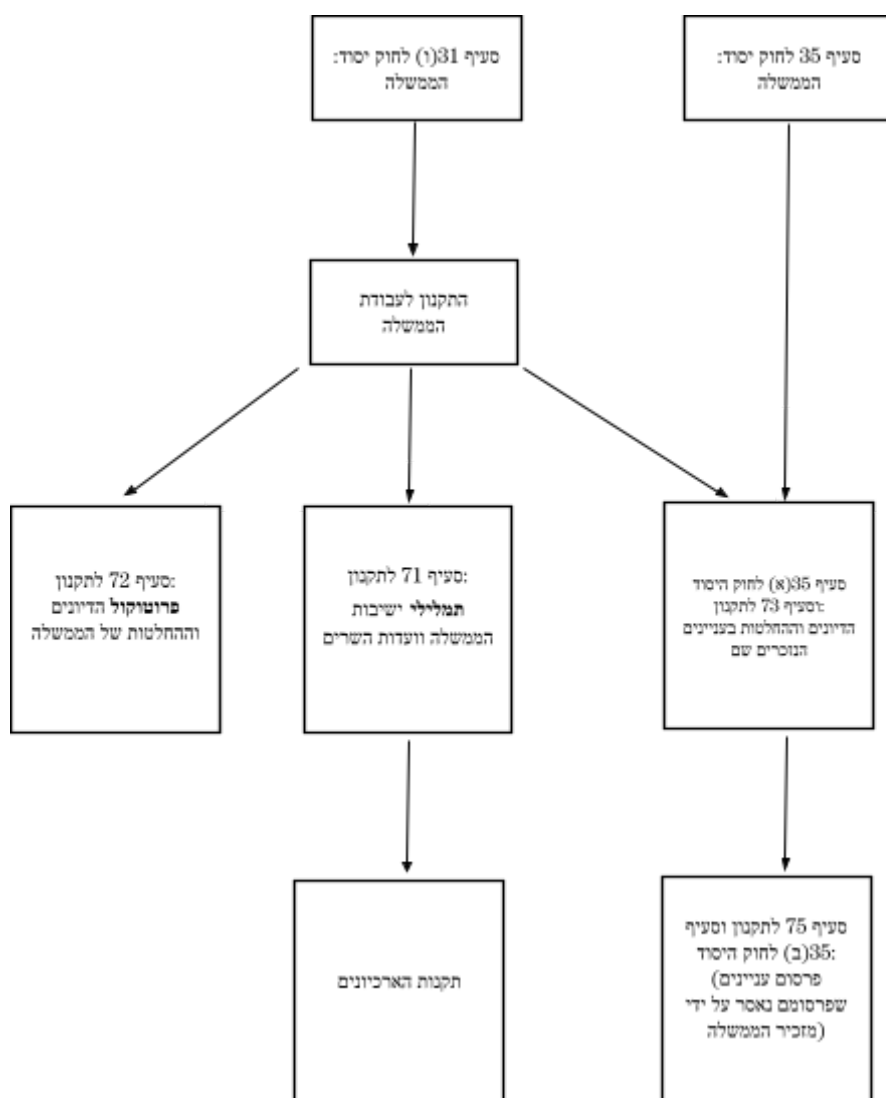 סעיף 35 לחוק יסוד:
הממשלה
סעיף 31(ו) לחוק יסוד:
הממשלה
התקנון לעבודת
הממשלה
סעיף 35(א) לחוק היסוד
וסעיף 73 לתקנון:
הדיונים וההחלטות בעניינים
הנזכרים שם
סעיף 71 לתקנון:
תמלילי ישיבות
הממשלה וועדות השרים
סעיף 72 לתקנון:
פרוטוקול הדיונים
וההחלטות של הממשלה
סעיף 75 לתקנון וסעיף
35(ב) לחוק היסוד:
(פרסום עניינים
שפרסומם נאסר על ידי
מזכיר הממשלה)
תקנות הארכיונים